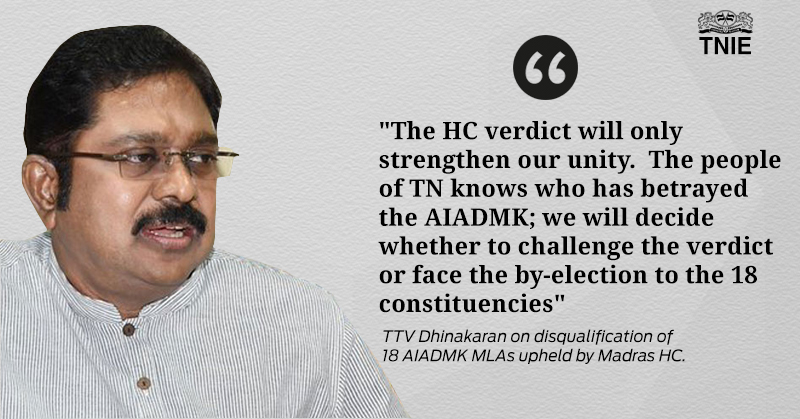 TNIE
"The HC verdict will only
strengthen our unity.  The people
of TN knows who has betrayed
the AIADMK; we will decide
whether to challenge the verdict
or face the by-election to the 18
constituencies"
TTV Dhinakaran on disqualification of
18 AIADMK MLAs upheld by Madras HC.